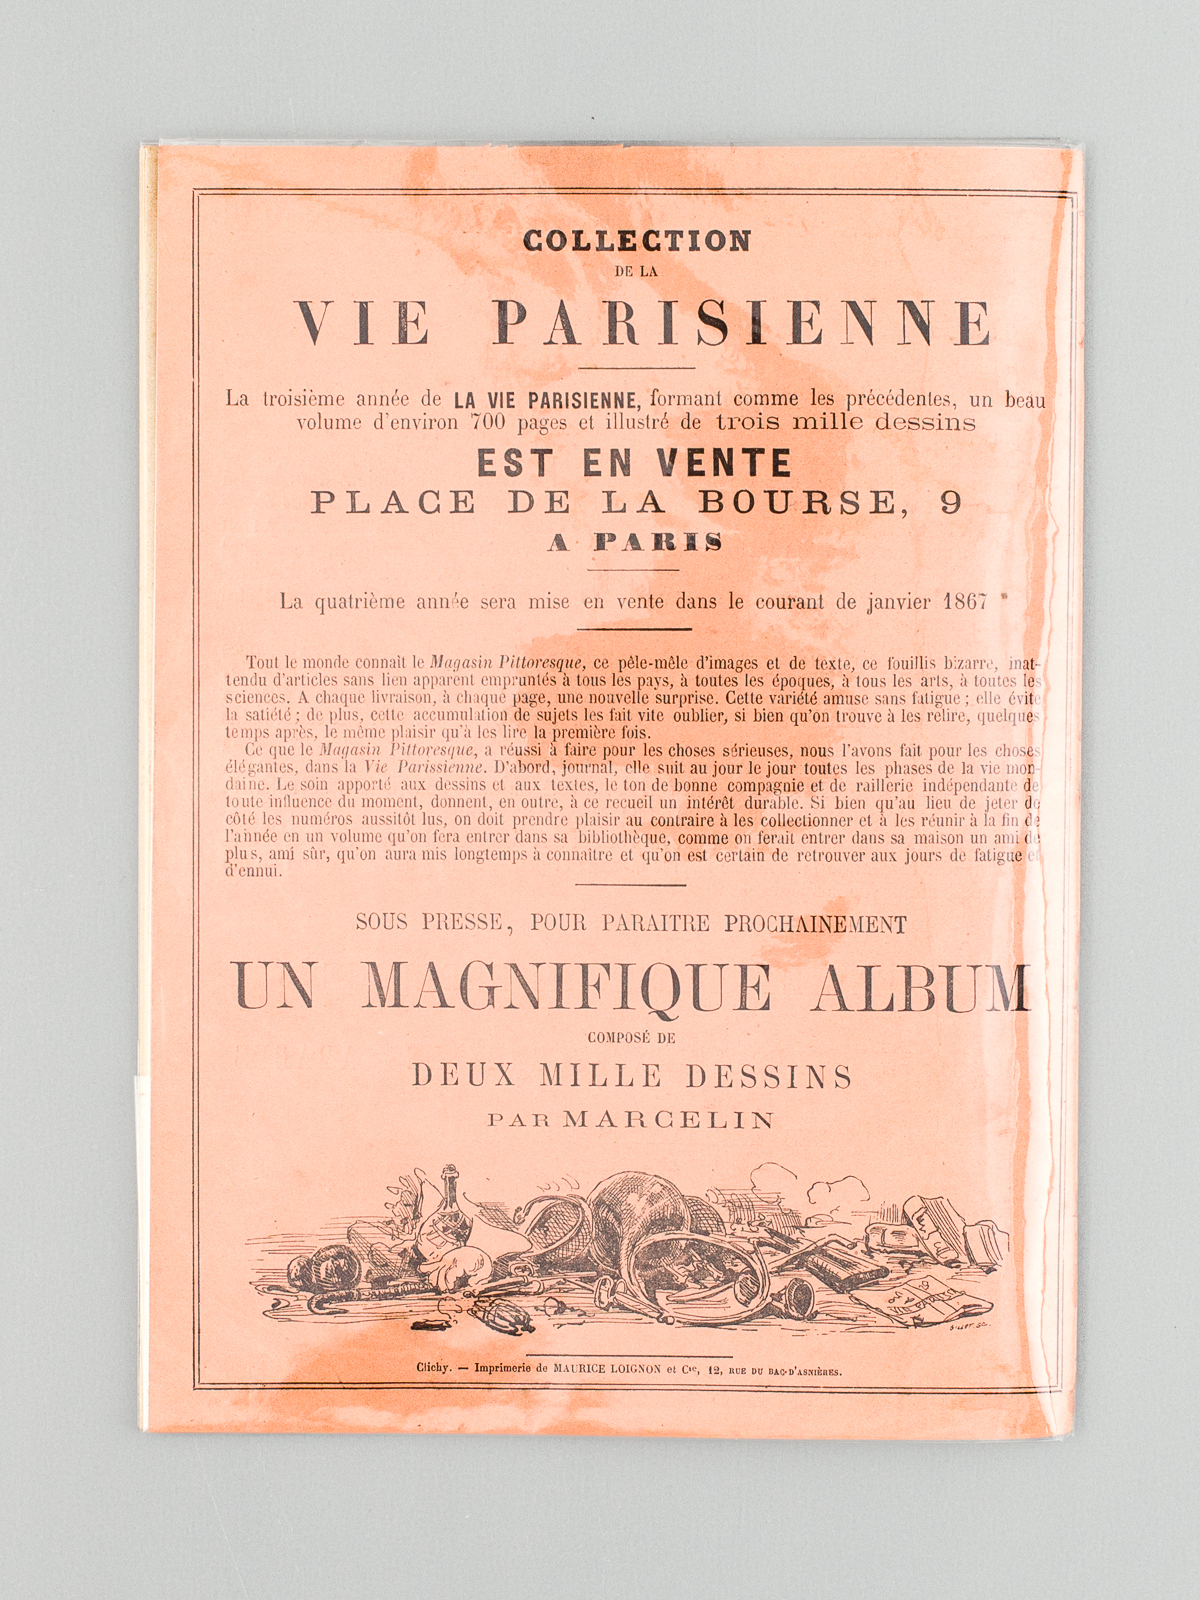 COLLECTION
DE LA
VIE PARISIENNE
La troisième année de LA VIE PARISIENNE, formant comme les précédentes, un beau
volume d'environ 700 pages et illustré de trois mille dessins
EST EN VENTE
PLACE DE LA BOURSE, 9
A PARIS
La quatrième année sera mise en vente dans le courant de janvier 1867
Tout le monde connaît le Magasin Pittoresque, ce pêle-mêle d'images et de texte, ce fouillis bizarre, inat-
tendu d'articles sans lien apparent empruntés à tous les pays, à toutes les époques, à tous les arts, à toutes les
sciences. A chaque livraison, à chaque page, une nouvelle surprise. Cette variété amuse sans fatigue ; elle évite
la satiété ; de plus, cette accumulation de sujets les fait vite oublier, si bien qu'on trouve à les relire, quelques
temps après, le même plaisir qu'à les lire la première fois.
Ce que le Magasin Pittoresque, a réussi à faire pour les choses sérieuses, nous l'avons fait pour les choses
élégantes, dans la Vie Parissienne. D'abord, journal, elle suit au jour le jour toutes les phases de la vie mon-
daine. Le soin apporté aux dessins et aux textes, le ton de bonne compagnie et de raillerie indépendante de
toute influence du moment, donnent, en outre, à ce recueil un intérêt durable. Si bien qu'au lieu de jeter de
côté les numéros aussitôt lus, on doit prendre plaisir au contraire à les collectionner et à les réunir à la fin de
l'année en un volume qu'on fera entrer dans sa bibliothèque, comme on ferait entrer dans sa maison un ami de
plus, ami sûr, qu'on aura mis longtemps à connaître et qu'on est certain de retrouver aux jours de fatigue et
d'ennui.
SOUS PRESSE, POUR PARAITRE PROCHAINEMENT
UN MAGNIFIQUE ALBUM
COMPOSÉ DE
DEUX MILLE DESSINS
PAR MARCELIN
Clichy. — Imprimerie de MAURICE LOIGNON et Cie, 12, RUE DU BAC-D'ASNIÈRES.